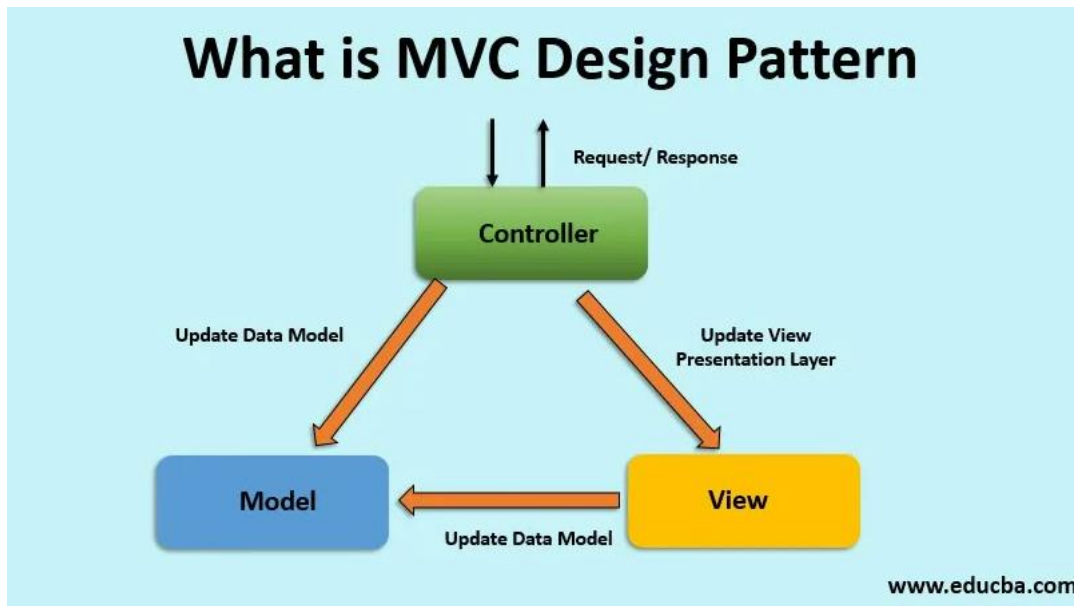 What is MVC Design Pattern
Request/ Response
Controller
Update Data Model
Update View
Presentation Layer
Model
View
Update Data Model
www.educba.com